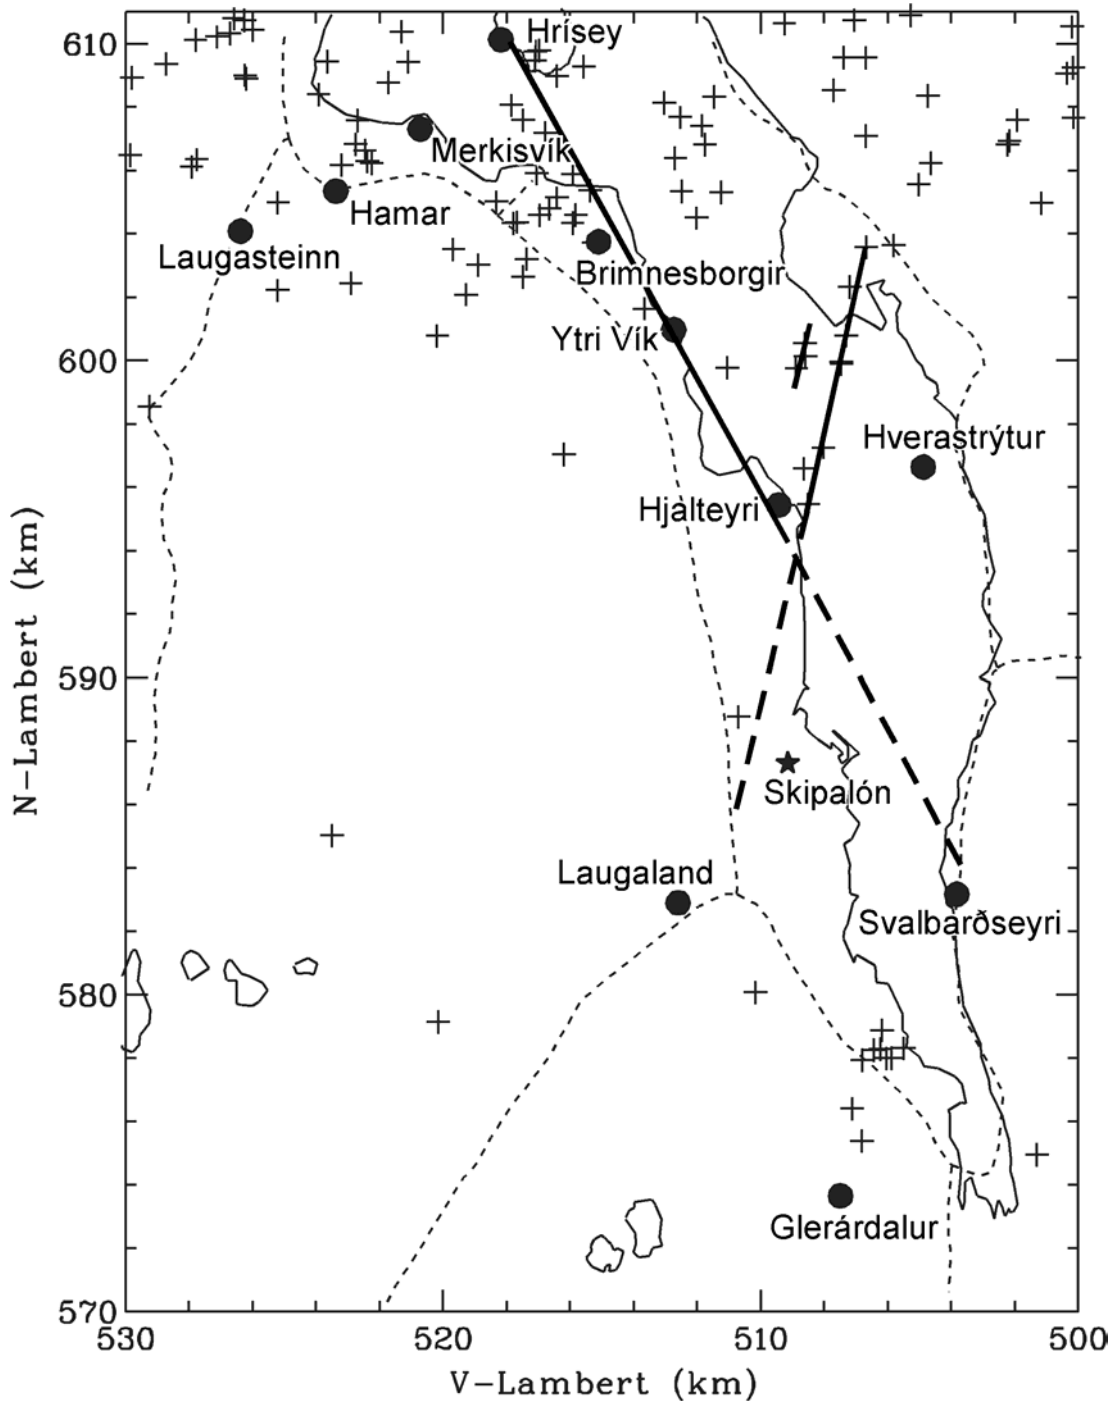 610
Hrísey
Merkisvík
Hamar
Laugasteinn
Brimnesborgir
Ytri Vík
600
Hverastrýtur
Hjalteyri
N-Lambert (km)
590
Skipalón
Laugaland
Svalbarðseyri
580
Glerárdalur
570
530
520
510
500
V-Lambert (km)